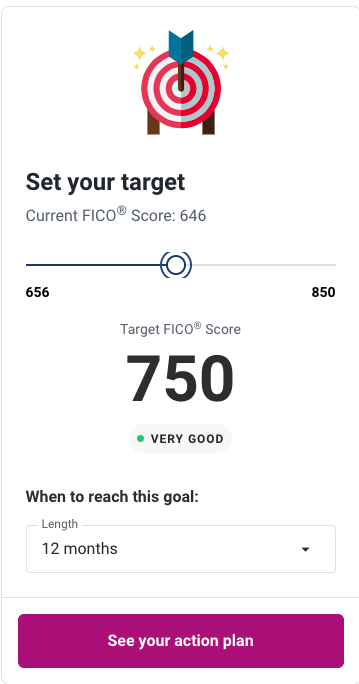 Set your target
Current FICO® Score: 646
656 850
Target FICO® Score
750
VERY GOOD
When to reach this goal:
Length
12 months
See your action plan